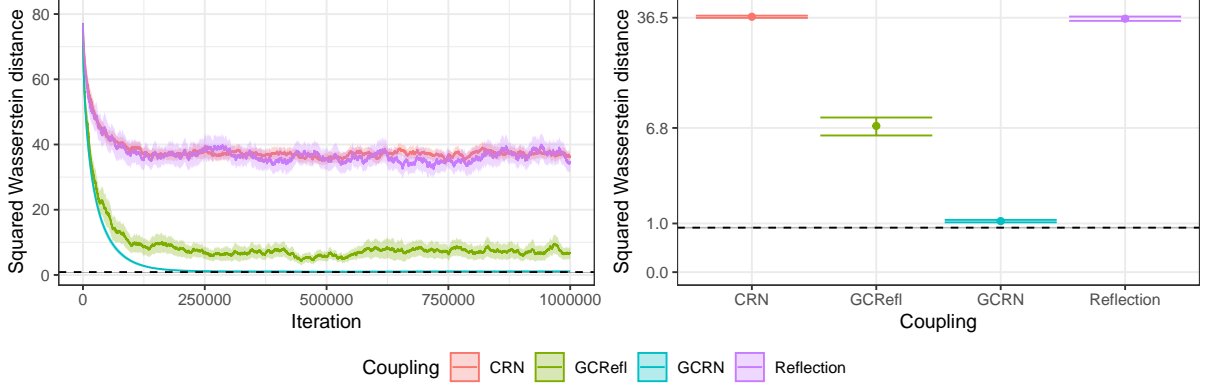 Squared Wasserstein distance
80
60
40
20
0
0
250000
500000
750000
1000000
Iteration
Squared Wasserstein distance
36.5
6.8
1.0
0.0
CRN
GCRefl
GCRN
Reflection
Coupling
Coupling
CRN
GCRefl
GCRN
Reflection